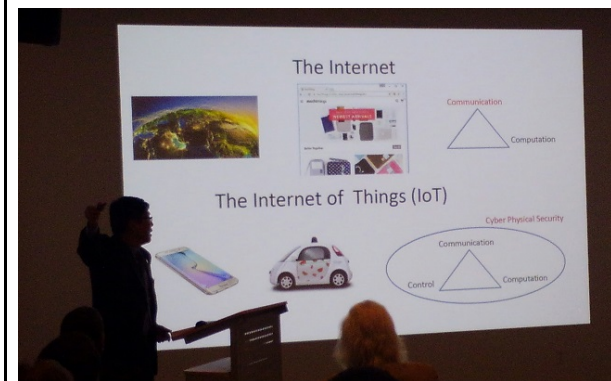 The Internet
Communication
Computation
The Internet of Things (IoT)
Cyber Physical Security
Communication
Control
Computation